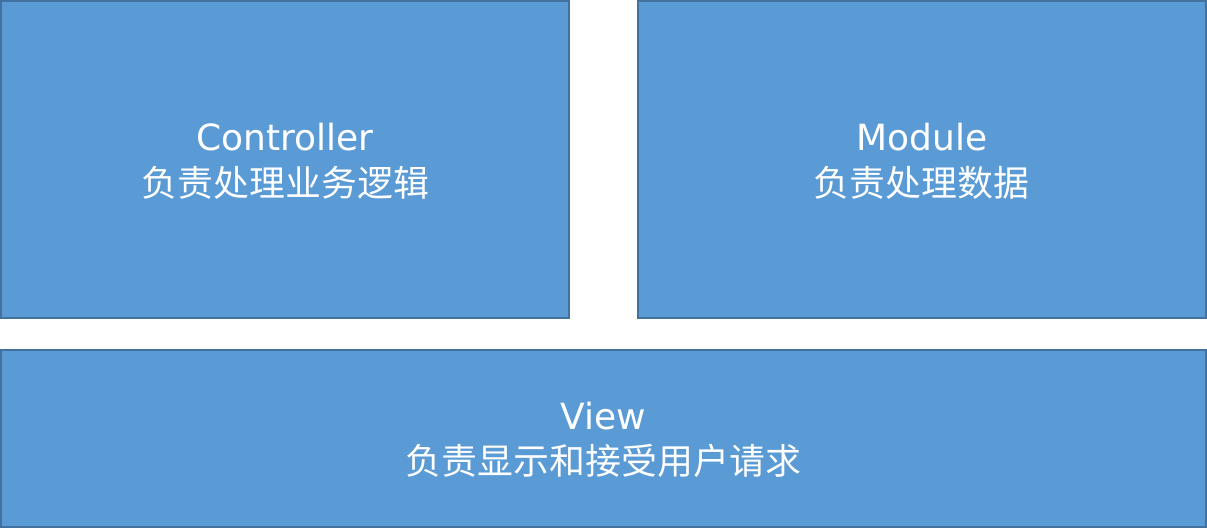 Controller
负责处理业务逻辑
Module
负责处理数据
View
负责显示和接受用户请求